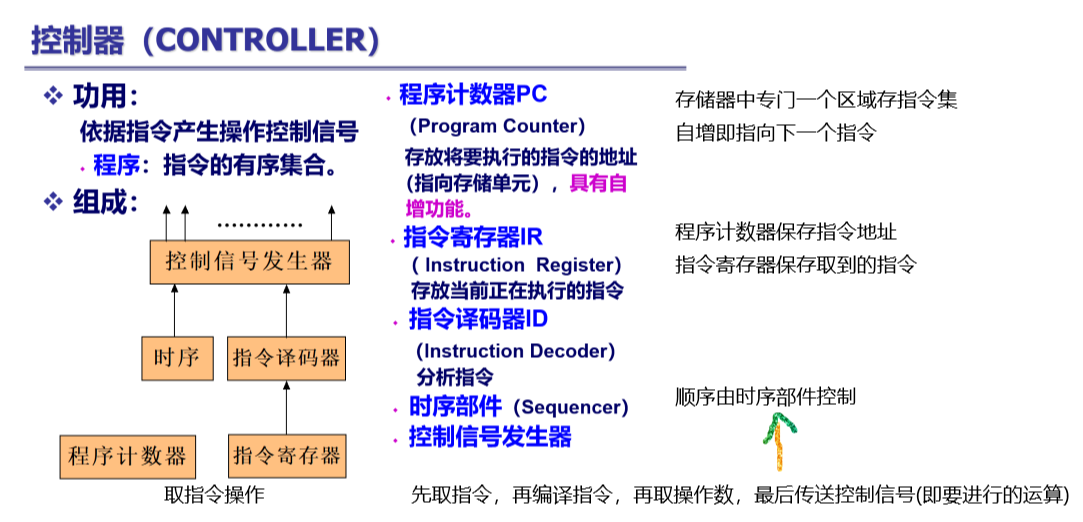 控制器（CONTROLLER）
功用：
依据指令产生操作控制信号
程序：指令的有序集合。
组成：
…………
控制信号发生器
时序
指令译码器
程序计数器
指令寄存器
取指令操作
程序计数器PC
（Program Counter）
存放将要执行的指令的地址
(指向存储单元），具有自
增功能。
指令寄存器IR
（ Instruction Register）
存放当前正在执行的指令
指令译码器ID
（Instruction Decoder）
分析指令
时序部件（Sequencer）
控制信号发生器
存储器中专门一个区域存指令集
自增即指向下一个指令
程序计数器保存指令地址
指令寄存器保存取到的指令
顺序由时序部件控制
先取指令，再编译指令，再取操作数，最后传送控制信号(即要进行的运算)